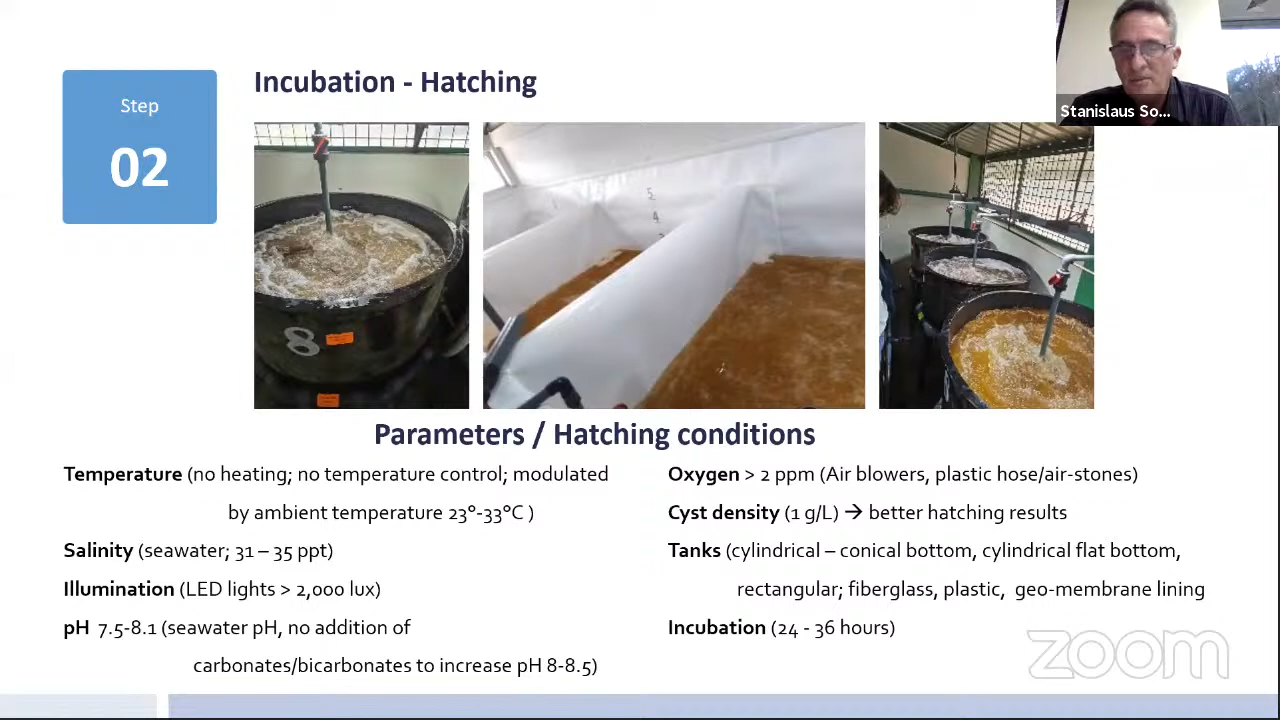 Step
02
Incubation - Hatching
Stanislaus So...
8
5
4
Parameters / Hatching conditions
Temperature (no heating; no temperature control; modulated
by ambient temperature 23°-33°C )
Salinity (seawater; 31 – 35 ppt)
Illumination (LED lights > 2,000 lux)
pH 7.5-8.1 (seawater pH, no addition of
carbonates/bicarbonates to increase pH 8-8.5)
Oxygen > 2 ppm (Air blowers, plastic hose/air-stones)
Cyst density (1 g/L) → better hatching results
Tanks (cylindrical – conical bottom, cylindrical flat bottom,
rectangular; fiberglass, plastic, geo-membrane lining
Incubation (24 - 36 hours)
zoom